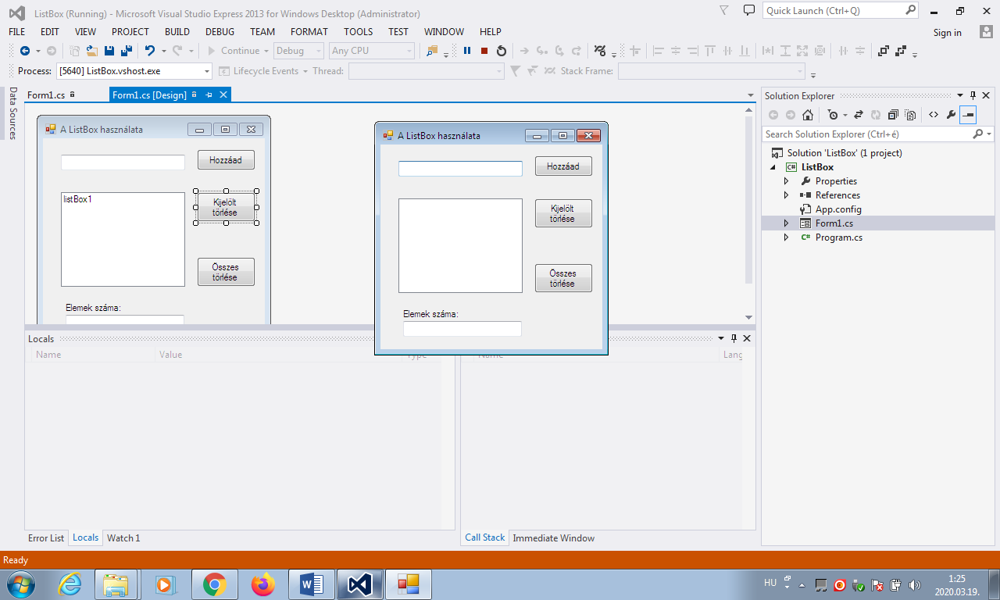 ListBox (Running) - Microsoft Visual Studio Express 2013 for Windows Desktop (Administrator)
Quick Launch (Ctrl+Q)
FILE EDIT VIEW PROJECT BUILD DEBUG TEAM FORMAT TOOLS TEST WINDOW HELP
Sign in
Continue Debug Any CPU
Process: [5640] ListBox.vshost.exe Lifecycle Events Thread: Stack Frame:
Data Sources
Form1.cs Form1.cs [Design]
A ListBox használata
Hozzáad
listBox1
Kijelölt
törlése
Összes
törlése
Elemek száma:
A ListBox használata
Hozzáad
Kijelölt
törlése
Összes
törlése
Elemek száma:
Solution Explorer
Search Solution Explorer (Ctrl+é)
Solution 'ListBox' (1 project)
ListBox
Properties
References
App.config
Form1.cs
Program.cs
Locals
Name Value Type
Name Lang
Error List Locals Watch 1
Call Stack Immediate Window
Ready
HU
1:25
2020.03.19.